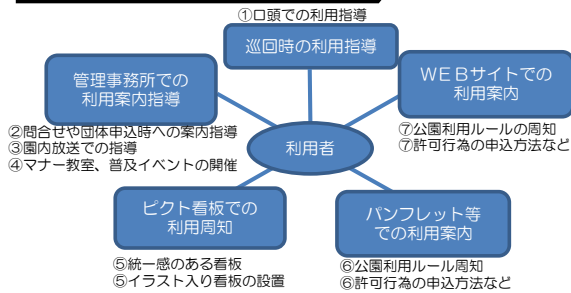 ①口頭での利用指導
巡回時の利用指導
管理事務所での
利用案内指導
②問合せや団体申込時への案内指導
③園内放送での指導
④マナー教室、普及イベントの開催
WEBサイトでの
利用案内
⑦公園利用ルールの周知
⑦許可行為の申込方法など
利用者
ピクト看板での
利用周知
⑤統一感のある看板
⑤イラスト入り看板の設置
パンフレット等
での利用案内
⑥公園利用ルール周知
⑥許可行為の申込方法など